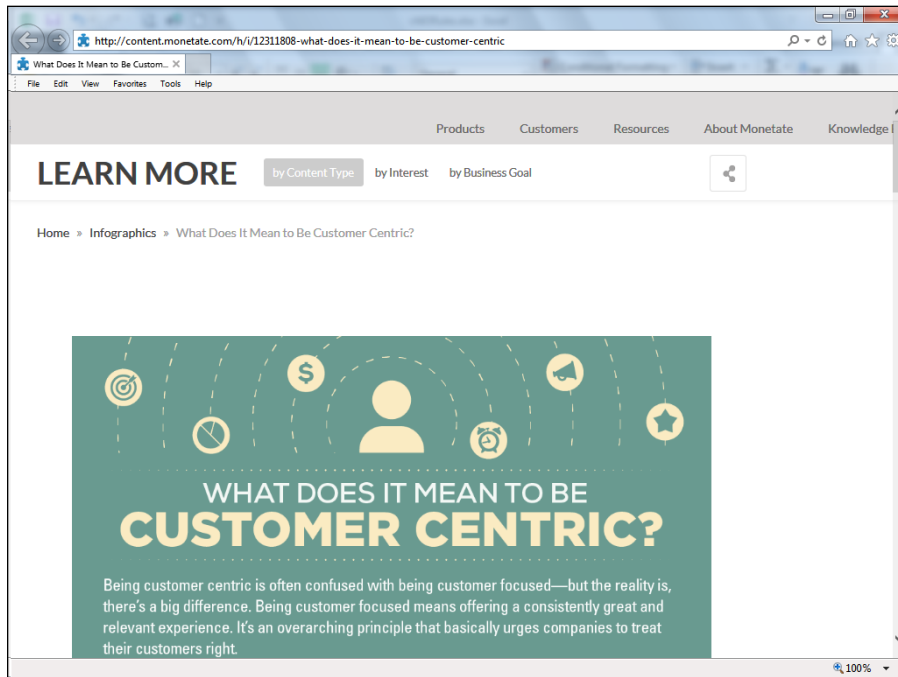 http://content.monetate.com/h/i/12311808-what-does-it-mean-to-be-customer-centric
What Does It Mean to Be Custom...
File Edit View Favorites Tools Help
Products Customers Resources About Monetate Knowledge
LEARN MORE by Content Type by Interest by Business Goal
Home » Infographics » What Does It Mean to Be Customer Centric?
$
WHAT DOES IT MEAN TO BE
CUSTOMER CENTRIC?
Being customer centric is often confused with being customer focused—but the reality is,
there's a big difference. Being customer focused means offering a consistently great and
relevant experience. It's an overarching principle that basically urges companies to treat
their customers right.
100%